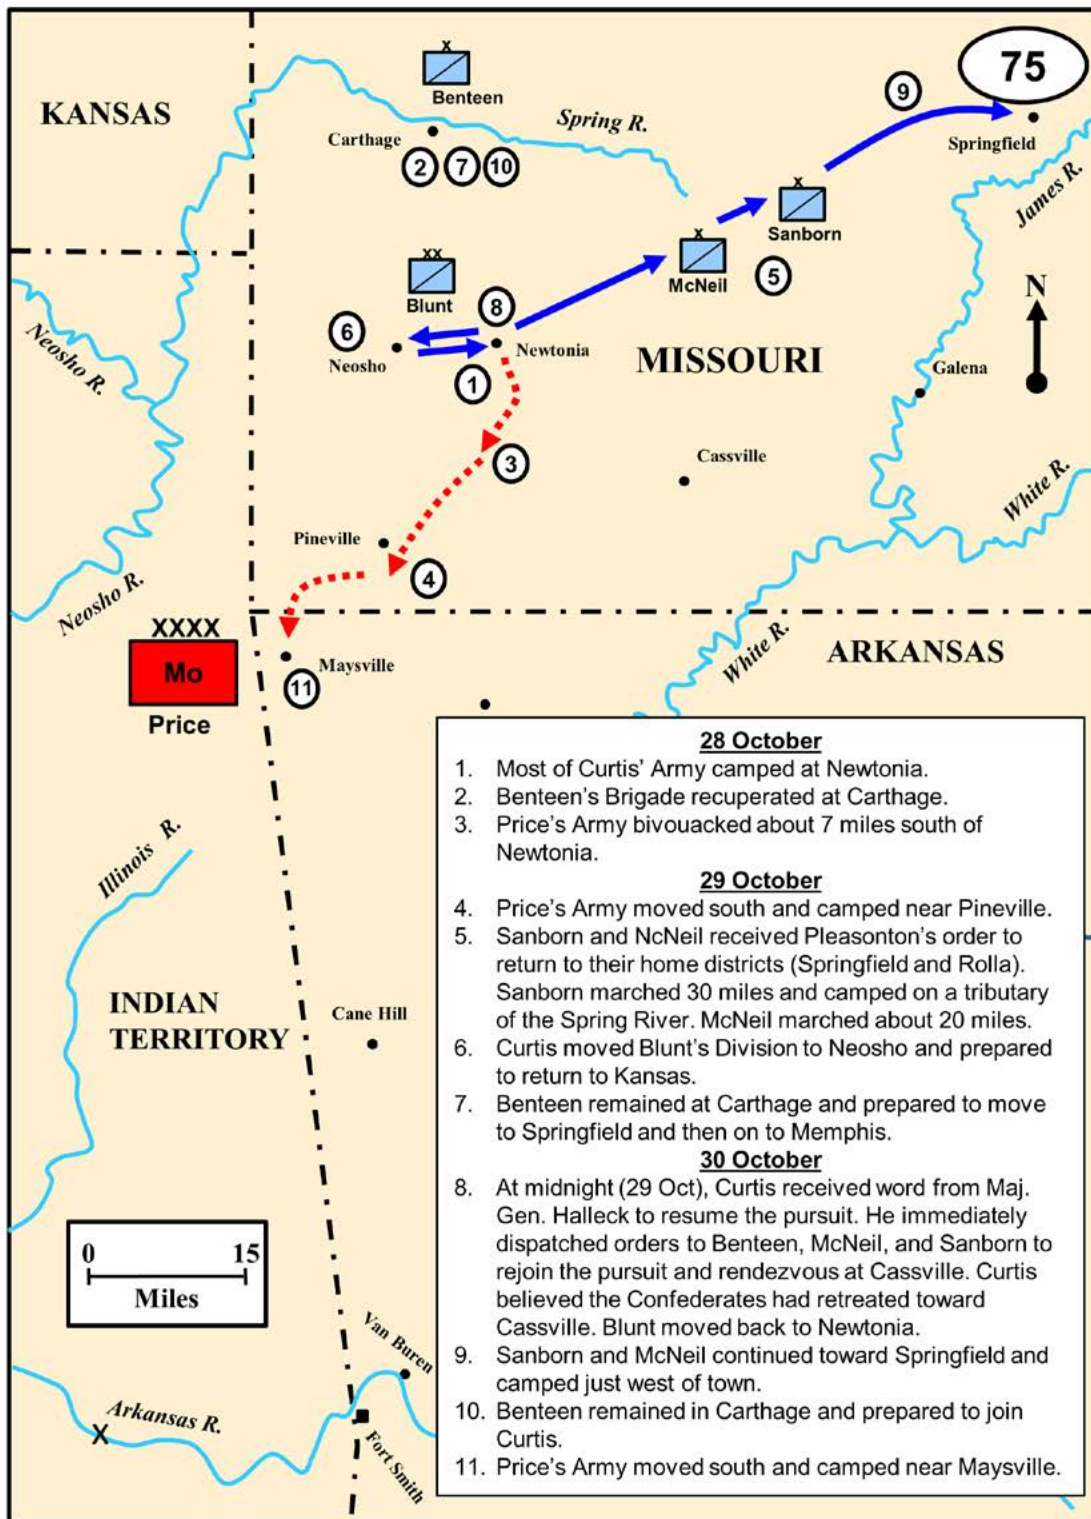 75
KANSAS
X
Benteen
Carthage
2
7
10
Spring R.
9
Springfield
James R.
X
Sanborn
X
McNeil
5
XX
Blunt
8
6
Neosho
Newtonia
1
MISSOURI
N
Galena
Neosho R.
3
Cassville
White R.
Pineville
4
Neosho R.
XXXX
Mo
Price
Maysville
11
White R.
ARKANSAS
28 October
1. Most of Curtis' Army camped at Newtonia.
2. Benteen's Brigade recuperated at Carthage.
3. Price's Army bivouacked about 7 miles south of
Newtonia.
29 October
4. Price's Army moved south and camped near Pineville.
5. Sanborn and NcNeil received Pleasonton's order to
return to their home districts (Springfield and Rolla).
Sanborn marched 30 miles and camped on a tributary
of the Spring River. McNeil marched about 20 miles.
6. Curtis moved Blunt's Division to Neosho and prepared
to return to Kansas.
7. Benteen remained at Carthage and prepared to move
to Springfield and then on to Memphis.
30 October
8. At midnight (29 Oct), Curtis received word from Maj.
Gen. Halleck to resume the pursuit. He immediately
dispatched orders to Benteen, McNeil, and Sanborn to
rejoin the pursuit and rendezvous at Cassville. Curtis
believed the Confederates had retreated toward
Cassville. Blunt moved back to Newtonia.
9. Sanborn and McNeil continued toward Springfield and
camped just west of town.
10. Benteen remained in Carthage and prepared to join
Curtis.
11. Price's Army moved south and camped near Maysville.
Illinois R.
INDIAN
TERRITORY
Cane Hill
0 15
Miles
Van Buren
Arkansas R.
X
Fort Smith